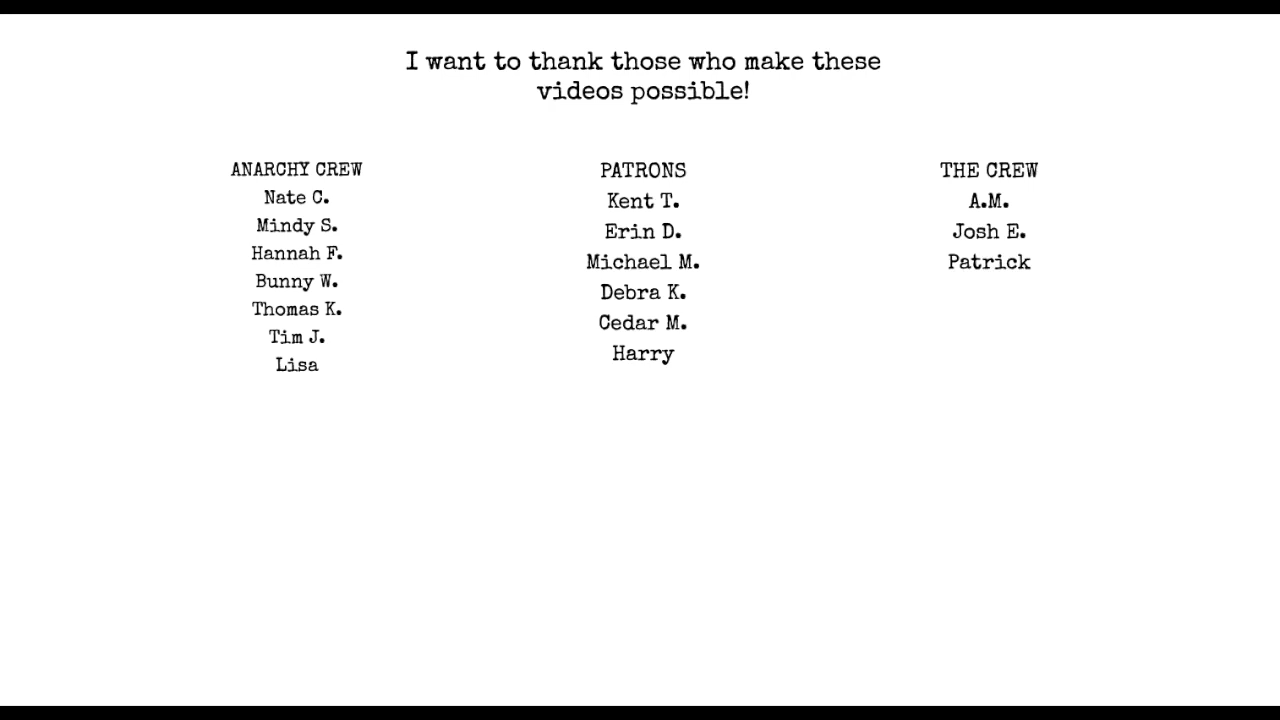 I want to thank those who make these
videos possible!
ANARCHY CREW
Nate C.
Mindy S.
Hannah F.
Bunny W.
Thomas K.
Tim J.
Lisa
PATRONS
Kent T.
Erin D.
Michael M.
Debra K.
Cedar M.
Harry
THE CREW
A.M.
Josh E.
Patrick